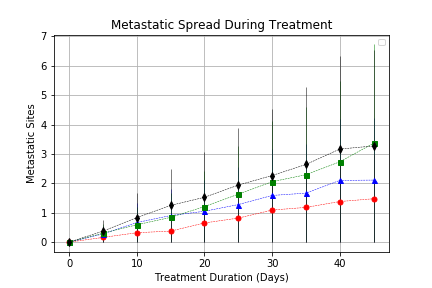 Metastatic Spread During Treatment
Metastatic Sites
7
6
5
4
3
2
1
0
0 10 20 30 40
Treatment Duration (Days)